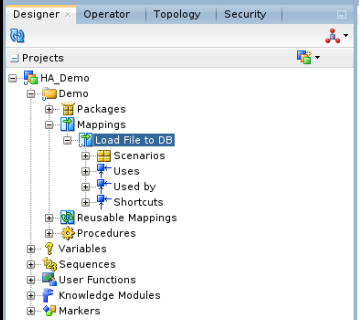 Designer Operator Topology Security
Projects
HA_Demo
Demo
Packages
Mappings
Load File to DB
Scenarios
Uses
Used by
Shortcuts
Reusable Mappings
Procedures
Variables
Sequences
User Functions
Knowledge Modules
Markers